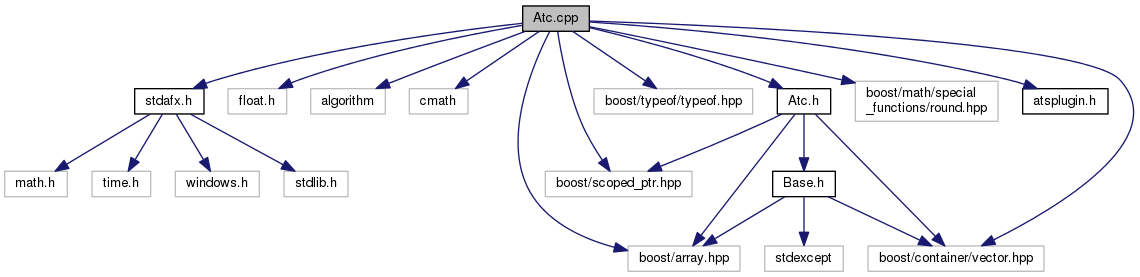 Atc.cpp
stdafx.h
float.h
algorithm
cmath
boost/typeof/typeof.hpp
Atc.h
boost/math/special
_functions/round.hpp
atsplugin.h
math.h
time.h
windows.h
stdlib.h
boost/scoped_ptr.hpp
Base.h
boost/array.hpp
stdexcept
boost/container/vector.hpp